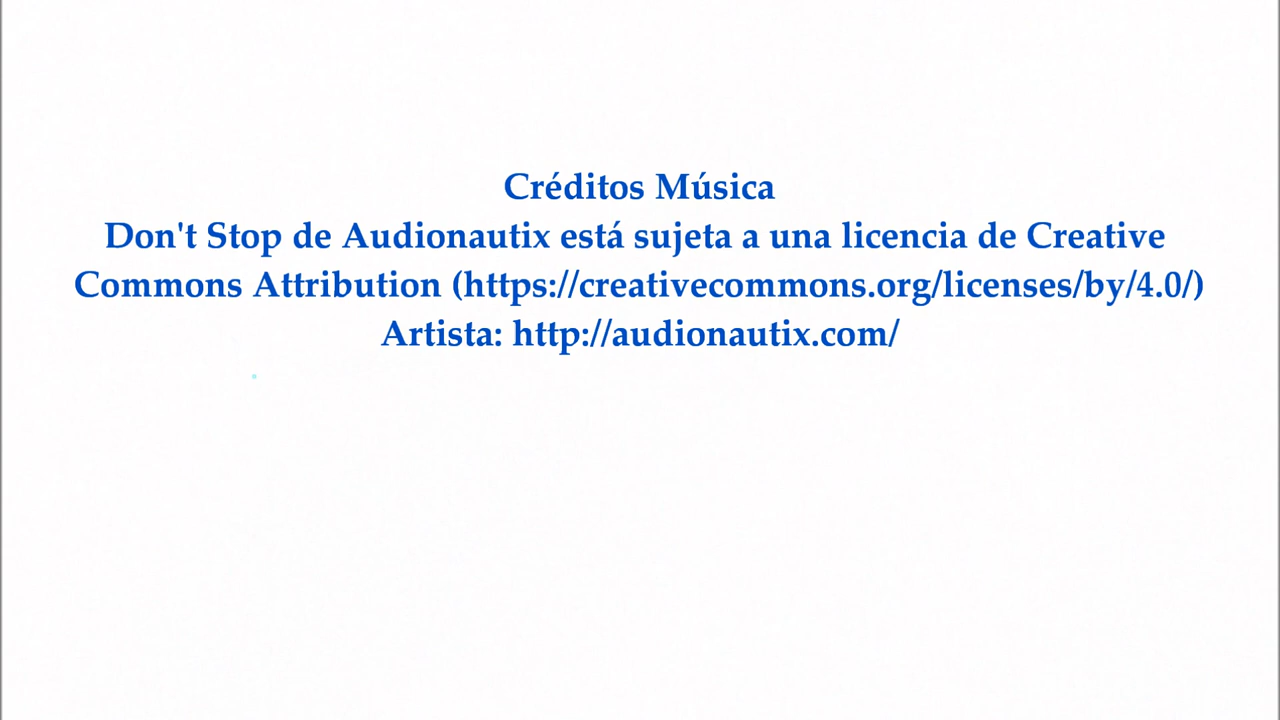 Créditos Música
Don't Stop de Audionautix está sujeta a una licencia de Creative
Commons Attribution (https://creativecommons.org/licenses/by/4.0/)
Artista: http://audionautix.com/